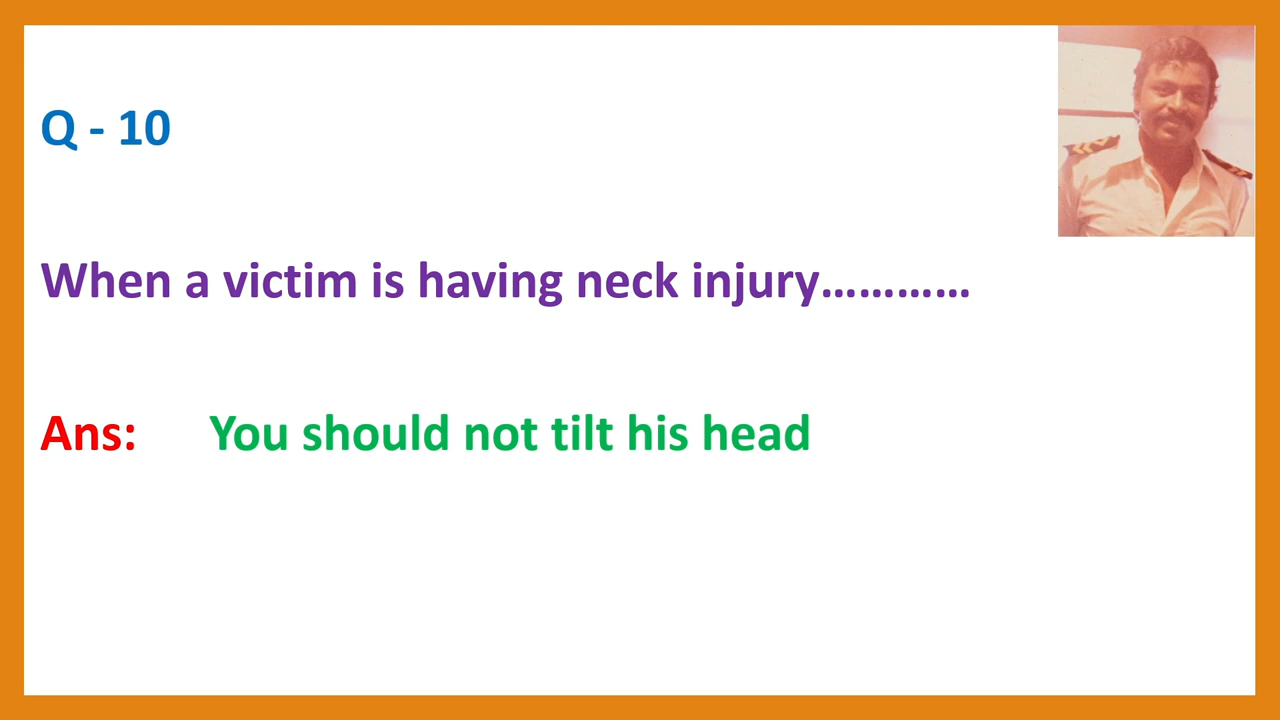 Q - 10
When a victim is having neck injury…………
Ans: You should not tilt his head